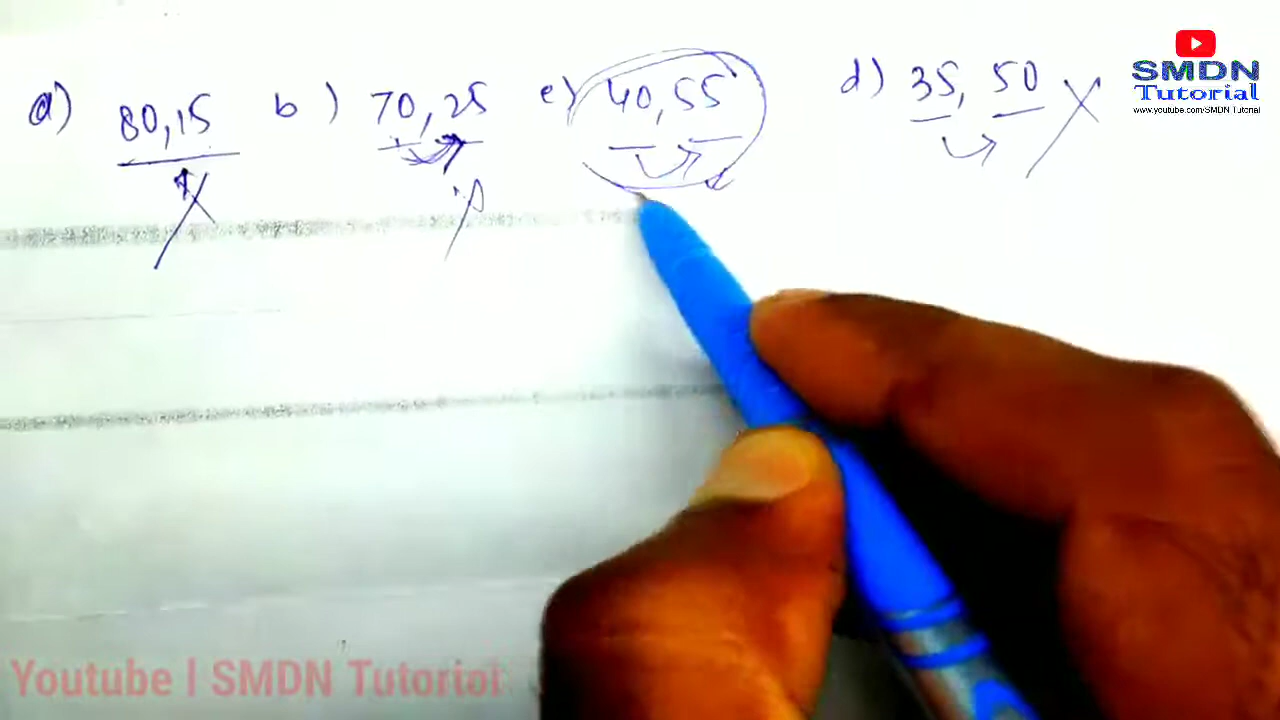 a) 80,15 b) 70,25 c) 40,55 d) 35, 50
SMDN
Tutorial
www.youtube.com/SMDN Tutorial
Youtube | SMDN Tutorial